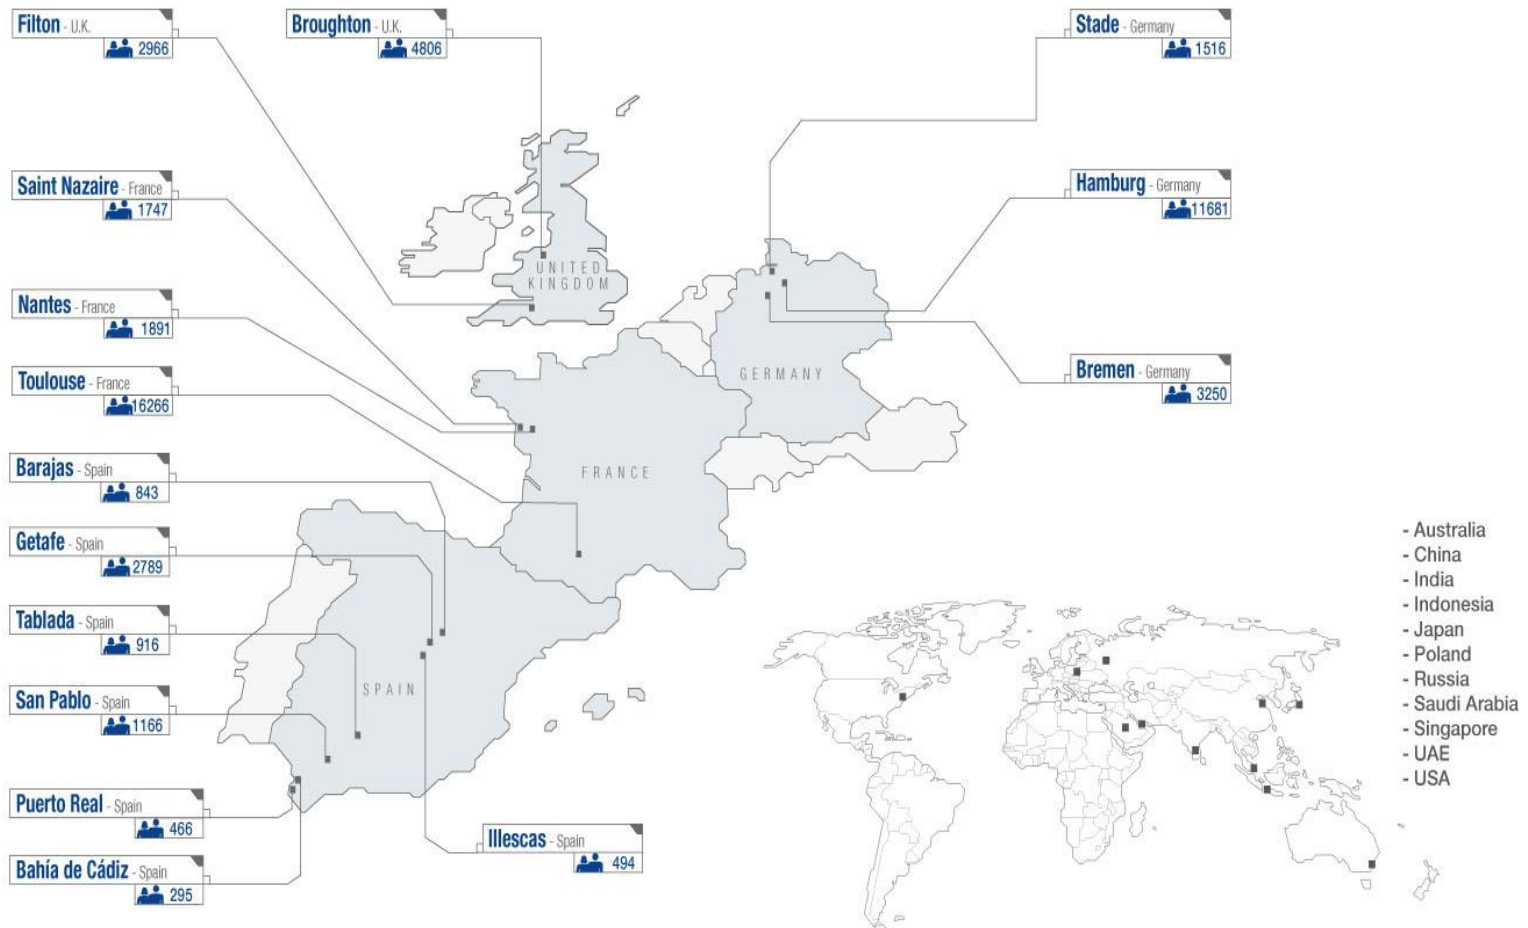 Filton - U.K.
2966
Broughton - U.K.
4806
Stade - Germany
1516
Saint Nazaire - France
1747
Hamburg - Germany
11681
Nantes - France
1891
Toulouse - France
16266
Bremen - Germany
3250
Barajas - Spain
843
Getafe - Spain
2789
Tablada - Spain
916
San Pablo - Spain
1166
Puerto Real - Spain
466
Bahía de Cádiz - Spain
295
Illescas - Spain
494
UNITED
KINGDOM
GERMANY
FRANCE
SPAIN
- Australia
- China
- India
- Indonesia
- Japan
- Poland
- Russia
- Saudi Arabia
- Singapore
- UAE
- USA